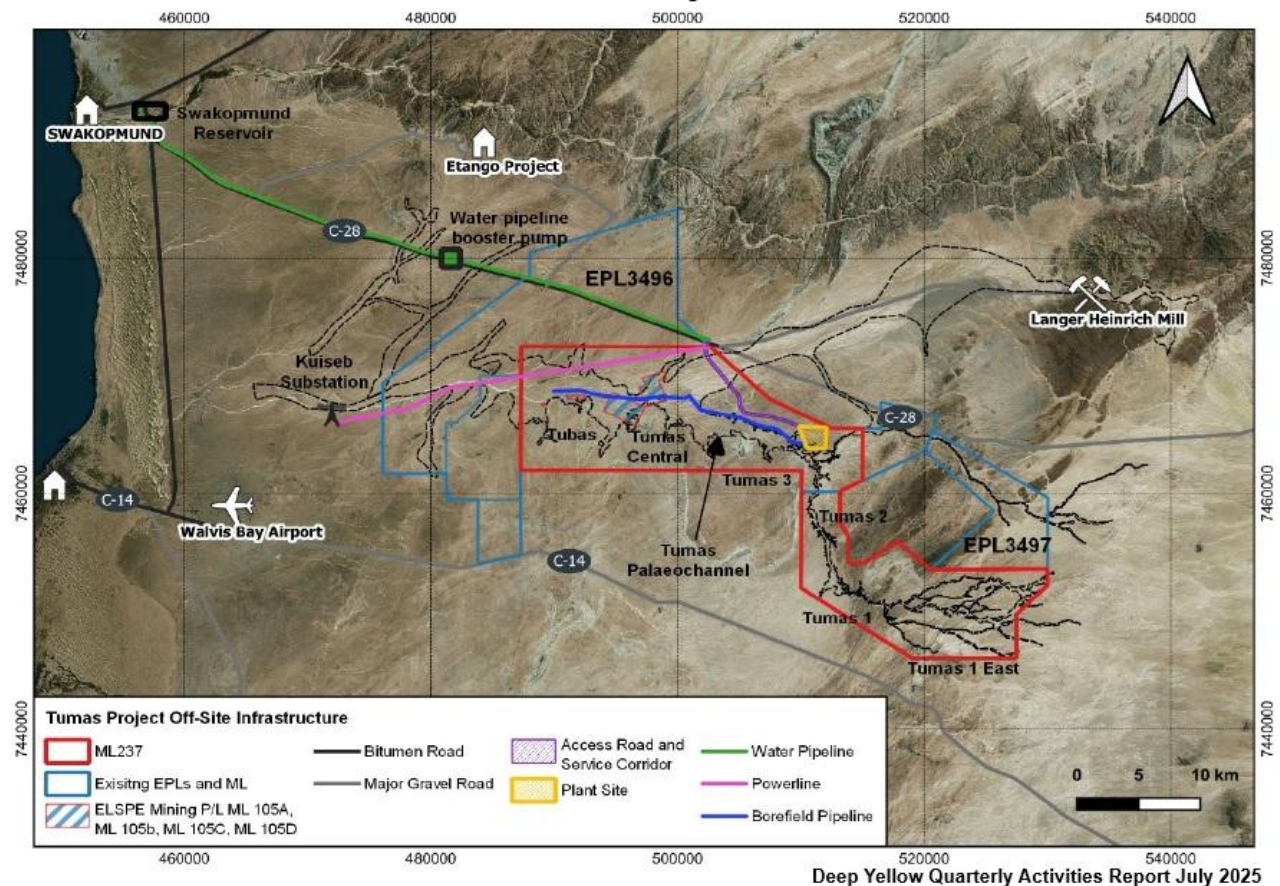 460000
480000
500000
520000
540000
SWAKOPMUND
Swakopmund
Reservoir
Etango Project
C-28
Water pipeline
booster pump
7480000
7480000
EPL3496
Langer Heinrich Mill
Kuiseb
Substation
C-28
Tubas
Tumas
Central
Tumas 3
C-14
Walvis Bay Airport
7460000
7460000
Tumas 2
EPL3497
C-14
Tumas
Palaeochannel
Tumas 1
Tumas 1 East
7440000
7440000
Tumas Project Off-Site Infrastructure
ML237
Bitumen Road
Access Road and
Service Corridor
Water Pipeline
Exisitng EPLs and ML
Major Gravel Road
Plant Site
Powerline
ELSPE Mining P/L ML 105A,
ML 105b, ML 105C, ML 105D
Borefield Pipeline
0 5 10 km
460000
480000
500000
520000
540000
Deep Yellow Quarterly Activities Report July 2025